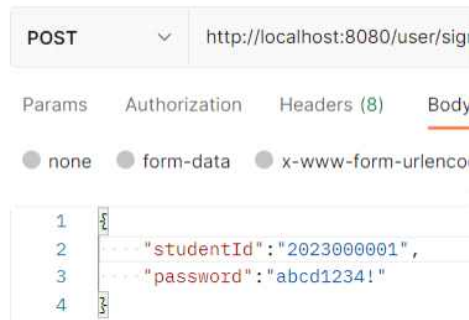 POST http://localhost:8080/user/sig
Params Authorization Headers (8) Body
none form-data x-www-form-urlenco
1 {
2 "studentId":"2023000001",
3 "password":"abcd1234!"
4 }